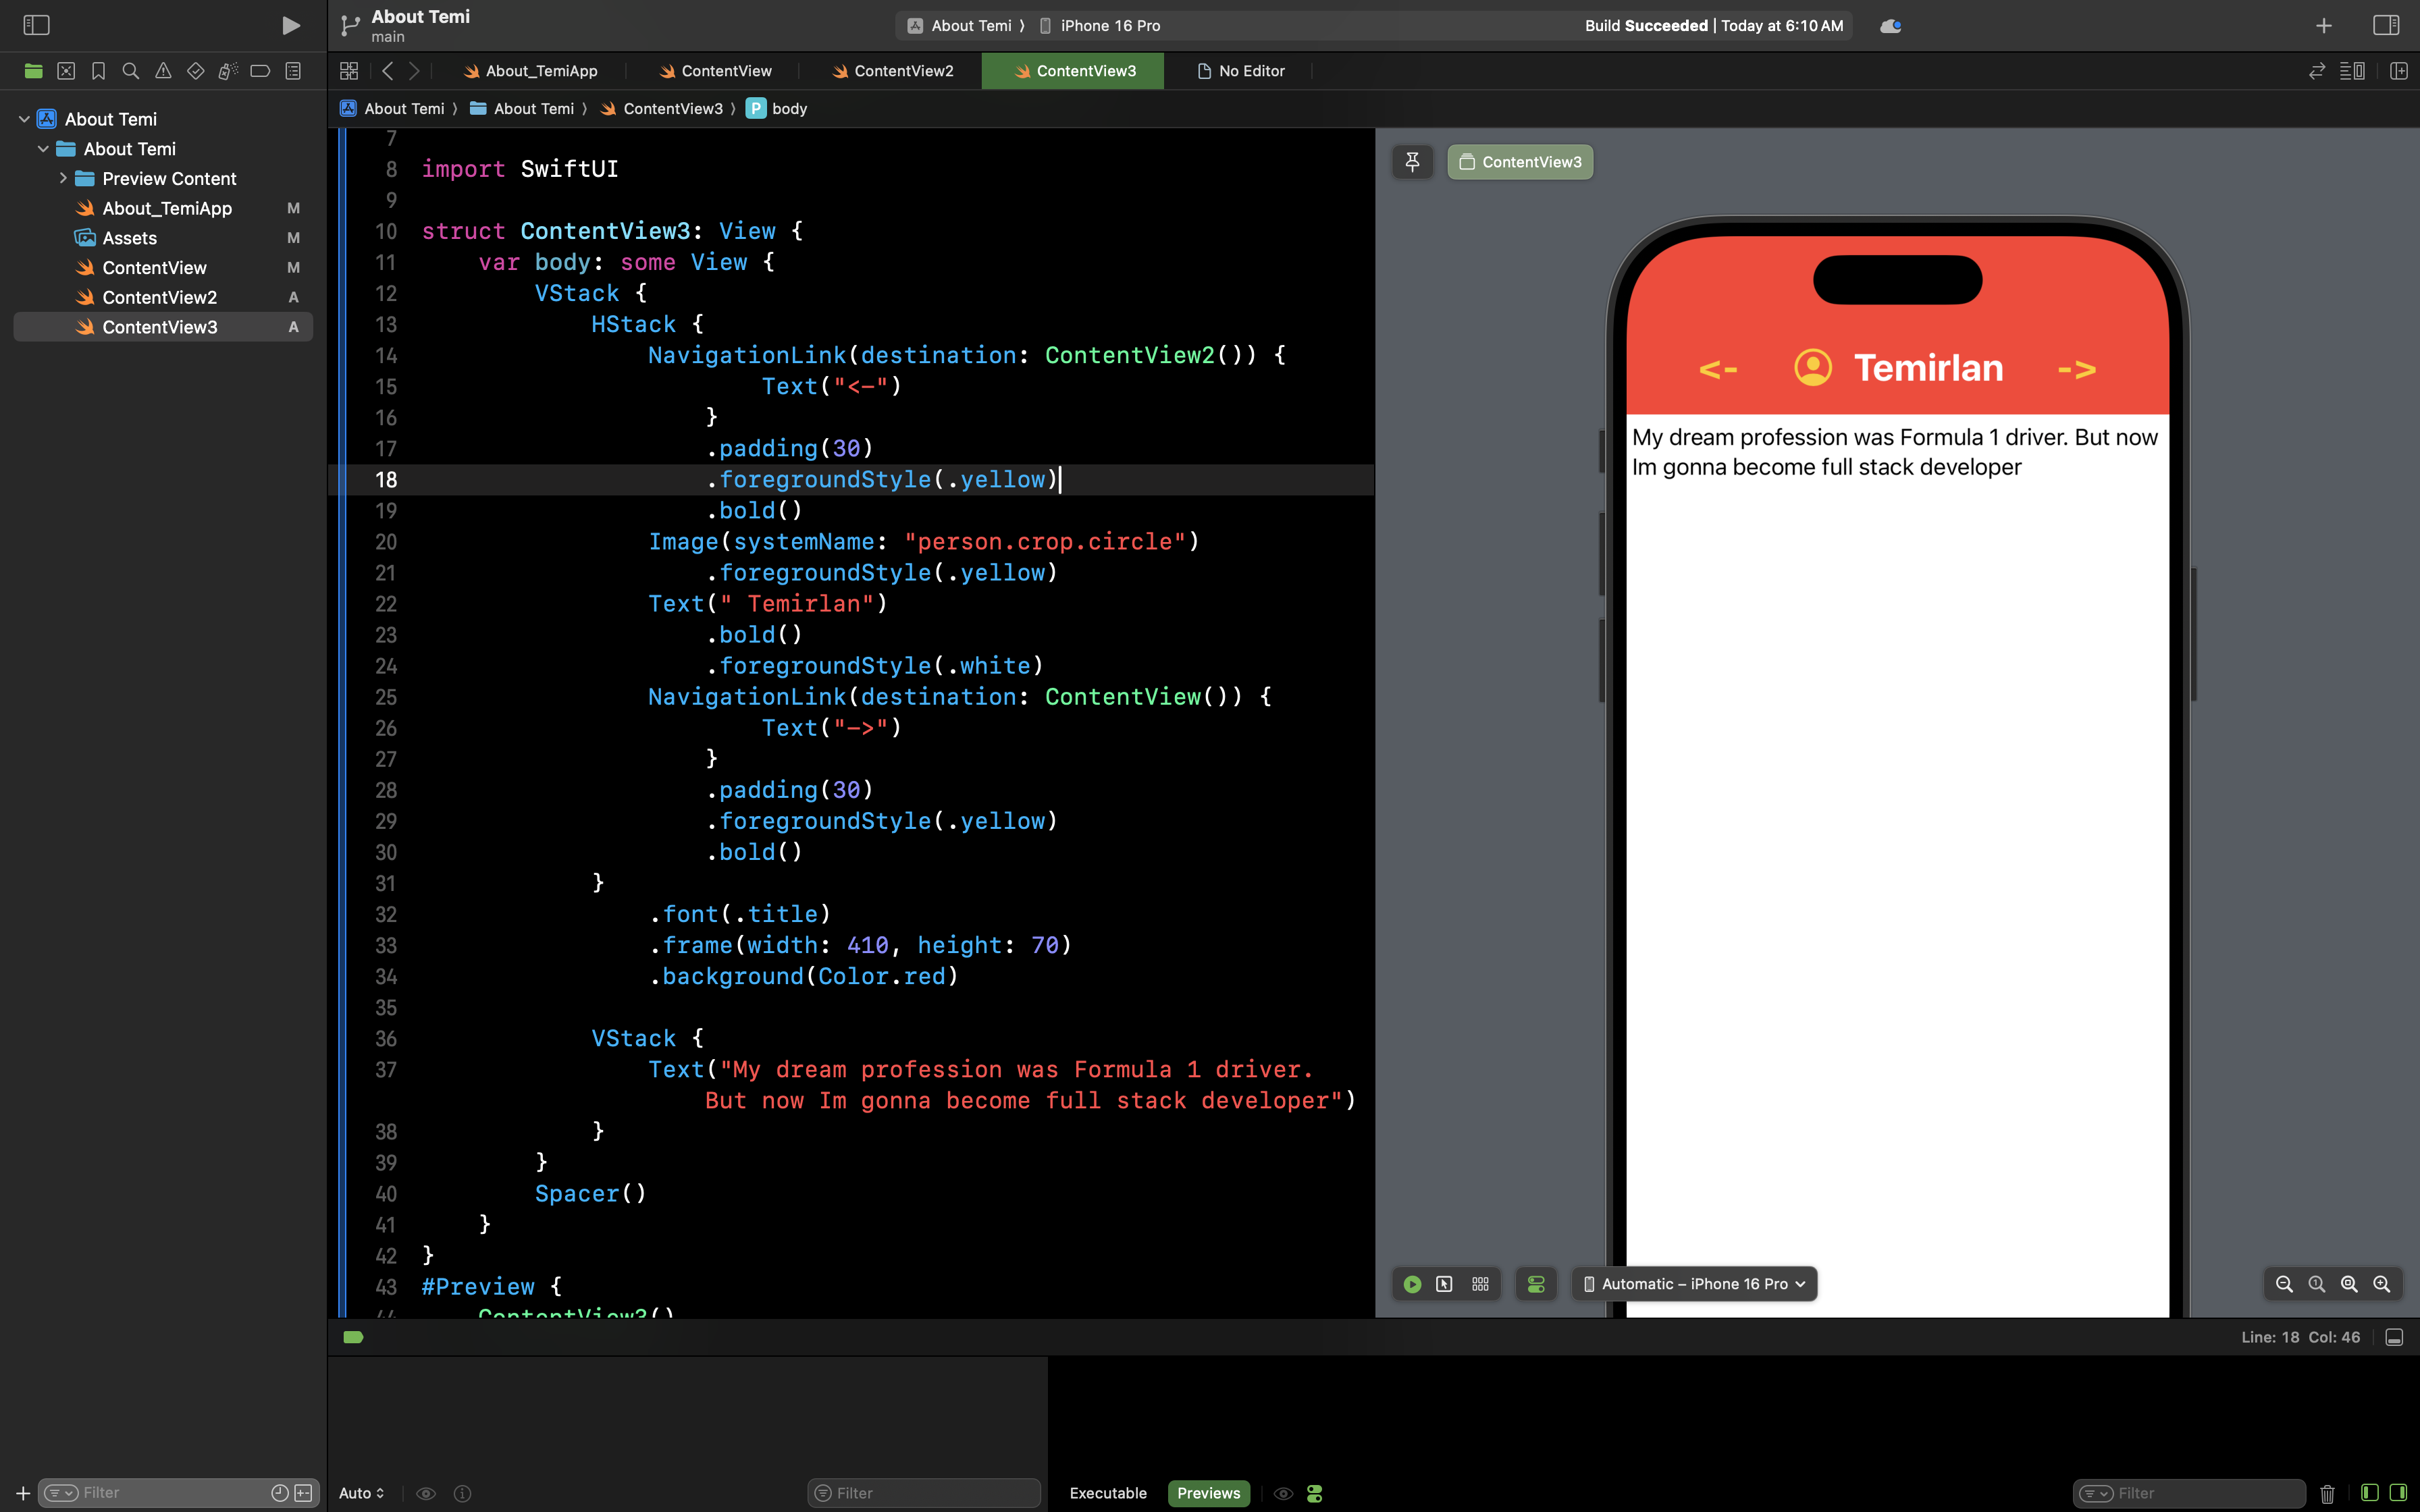 About Temi
main
About Temi 〉 iPhone 16 Pro
Build Succeeded | Today at 6:10 AM
About_TemiApp
ContentView
ContentView2
ContentView3
No Editor
About Temi 〉 About Temi 〉 ContentView3 〉 P body
About Temi
About Temi
Preview Content
About_TemiApp M
Assets M
ContentView M
ContentView2 A
ContentView3 A
7
8 import SwiftUI
9
10 struct ContentView3: View {
11 var body: some View {
12 VStack {
13 HStack {
14 NavigationLink(destination: ContentView2()) {
15 Text("<-")
16 }
17 .padding(30)
18 .foregroundStyle(.yellow)
19 .bold()
20 Image(systemName: "person.crop.circle")
21 .foregroundStyle(.yellow)
22 Text(" Temirlan")
23 .bold()
24 .foregroundStyle(.white)
25 NavigationLink(destination: ContentView()) {
26 Text("->")
27 }
28 .padding(30)
29 .foregroundStyle(.yellow)
30 .bold()
31 }
32 .font(.title)
33 .frame(width: 410, height: 70)
34 .background(Color.red)
35
36 VStack {
37 Text("My dream profession was Formula 1 driver.
But now Im gonna become full stack developer")
38 }
39 }
40 Spacer()
41 }
42 }
43 #Preview {
44 ContentView3()
ContentView3
<- Temirlan ->
My dream profession was Formula 1 driver. But now
Im gonna become full stack developer
Automatic – iPhone 16 Pro
Line: 18 Col: 46
Filter
Auto
Filter
Executable
Previews
Filter